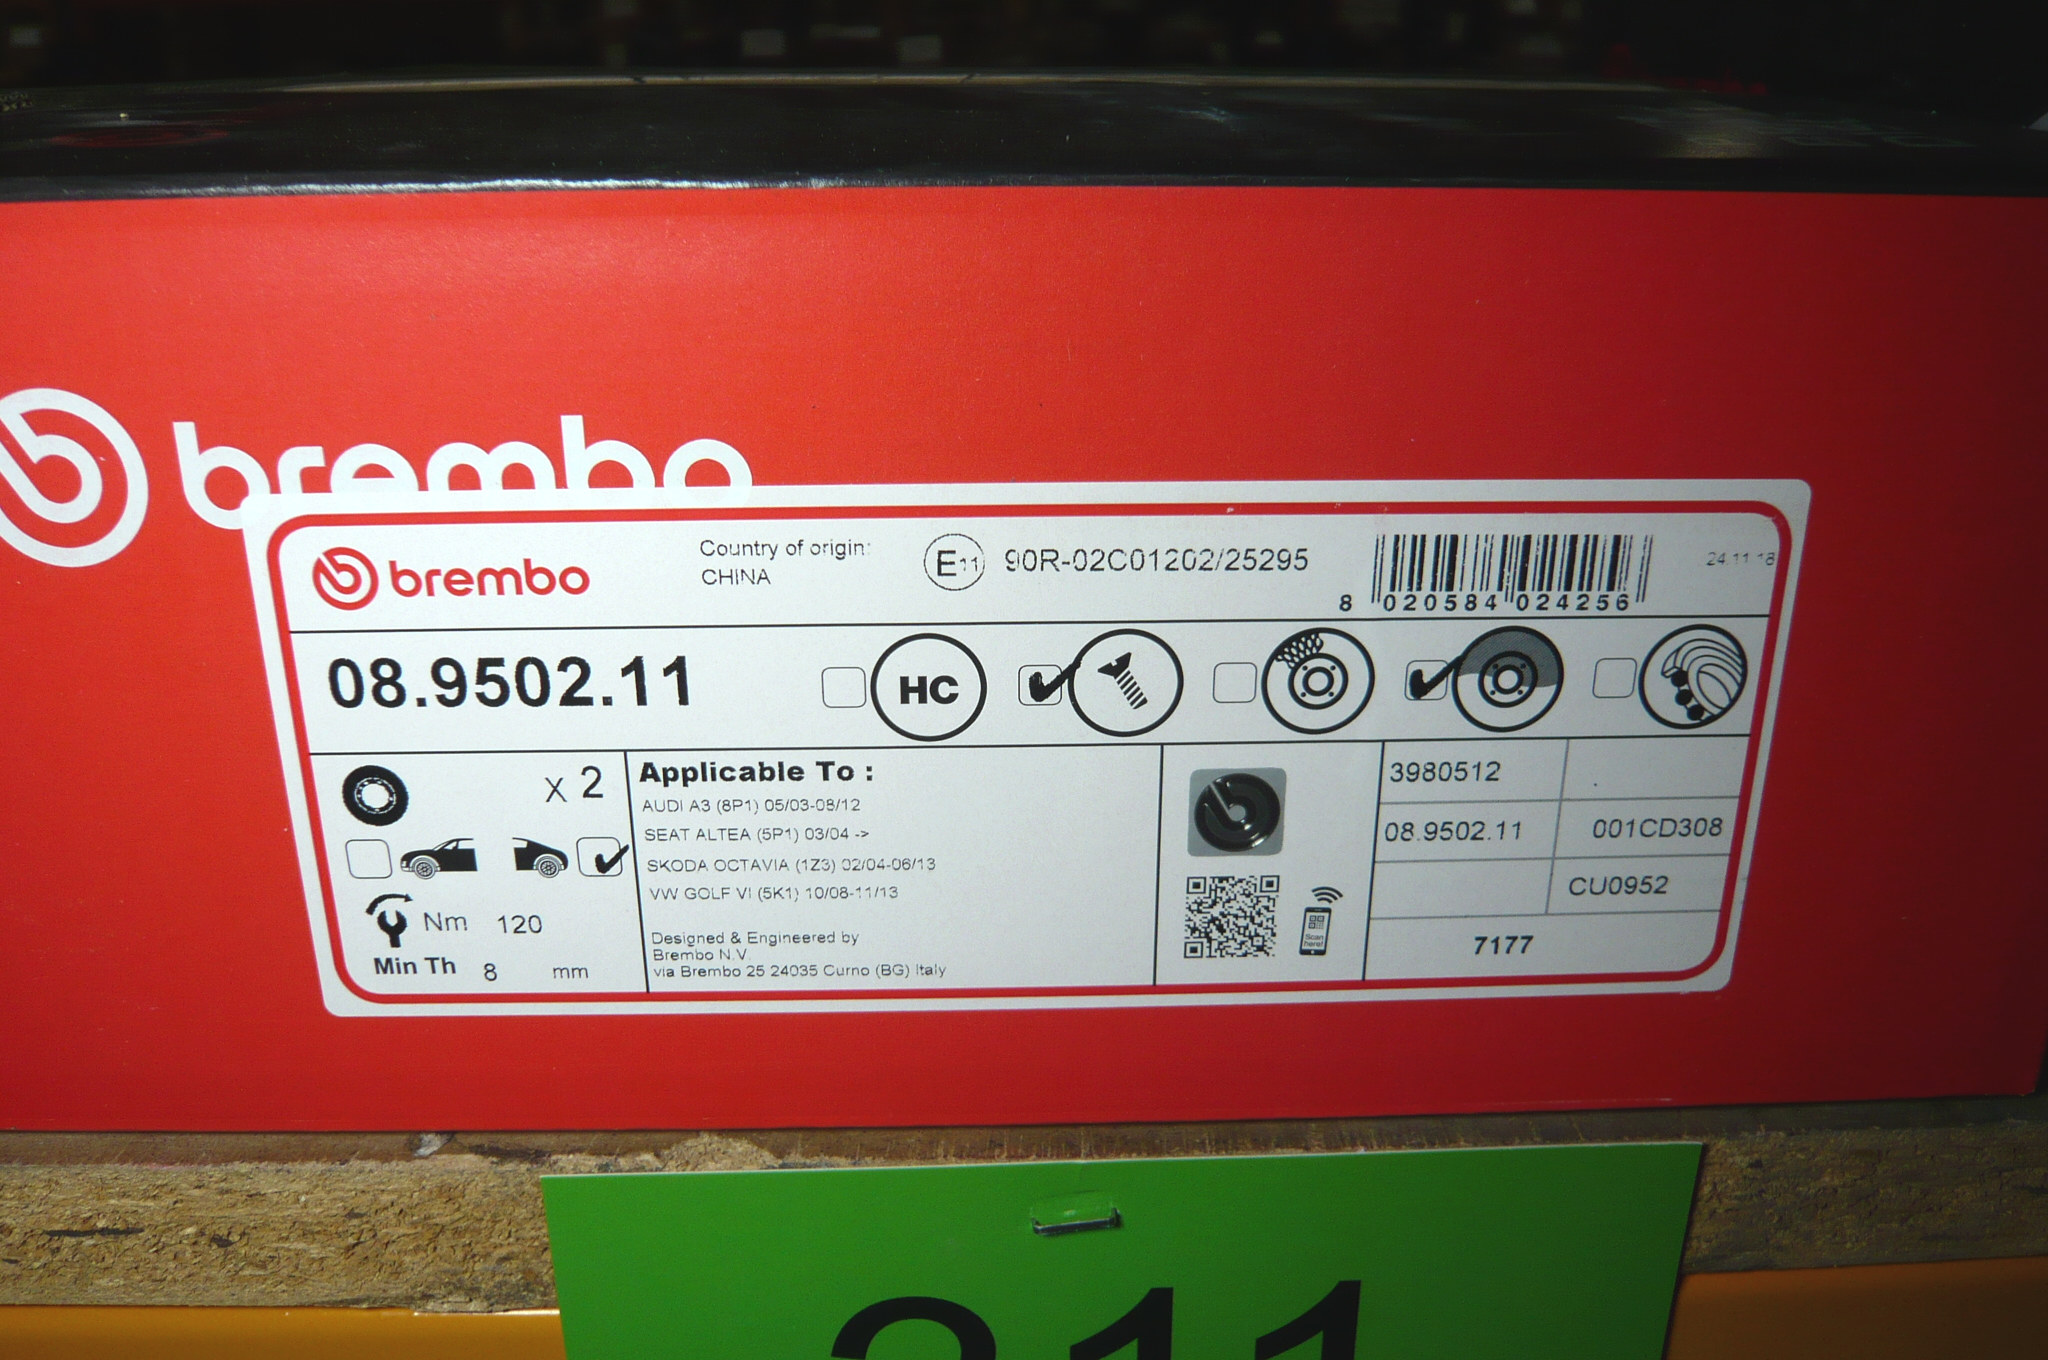 brembo
brembo
Country of origin:
CHINA
E11
90R-02C01202/25295
8 020584 024256
24.11.18
08.9502.11
HC
x 2
Nm 120
Min Th 8 mm
Applicable To :
AUDI A3 (8P1) 05/03-08/12
SEAT ALTEA (5P1) 03/04 ->
SKODA OCTAVIA (1Z3) 02/04-06/13
VW GOLF VI (5K1) 10/08-11/13
Designed & Engineered by
Brembo N.V.
via Brembo 25 24035 Curno (BG) Italy
Scan
here!
3980512
08.9502.11 001CD308
CU0952
7177